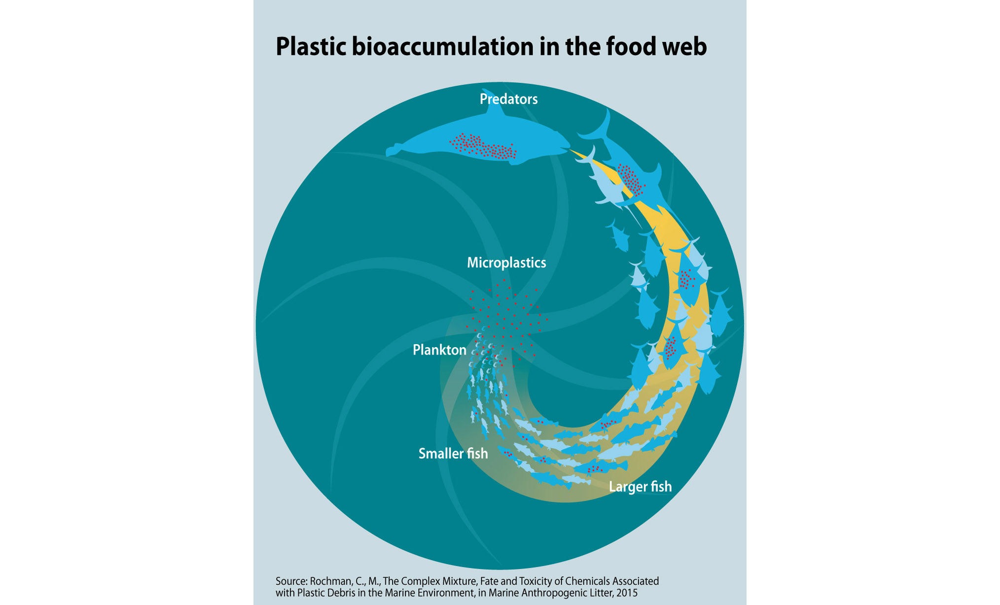 Plastic bioaccumulation in the food web
Predators
Microplastics
Plankton
Smaller fish
Larger fish
Source: Rochman, C., M., The Complex Mixture, Fate and Toxicity of Chemicals Associated
with Plastic Debris in the Marine Environment, in Marine Anthropogenic Litter, 2015